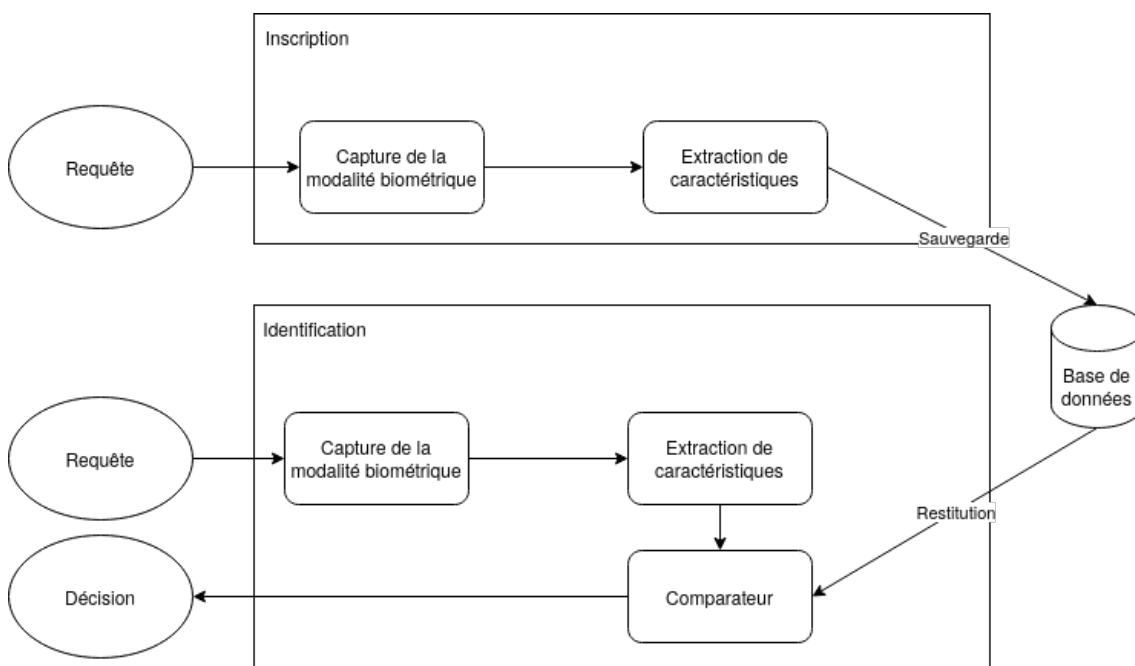 Inscription
Requête
Capture de la
modalité biométrique
Extraction de
caractéristiques
Sauvegarde
Identification
Base de
données
Requête
Capture de la
modalité biométrique
Extraction de
caractéristiques
Restitution
Décision
Comparateur